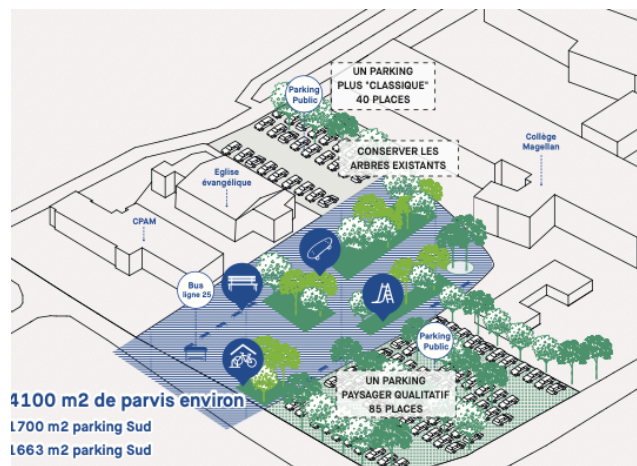 UN PARKING
PLUS "CLASSIQUE"
40 PLACES
Parking
Public
CONSERVER LES
ARBRES EXISTANTS
Collège
Magellan
Eglise
évangélique
CPAM
Bus
ligne 25
Parking
Public
UN PARKING
PAYSAGER QUALITATIF
85 PLACES
4100 m2 de parvis environ
1700 m2 parking Sud
1663 m2 parking Sud